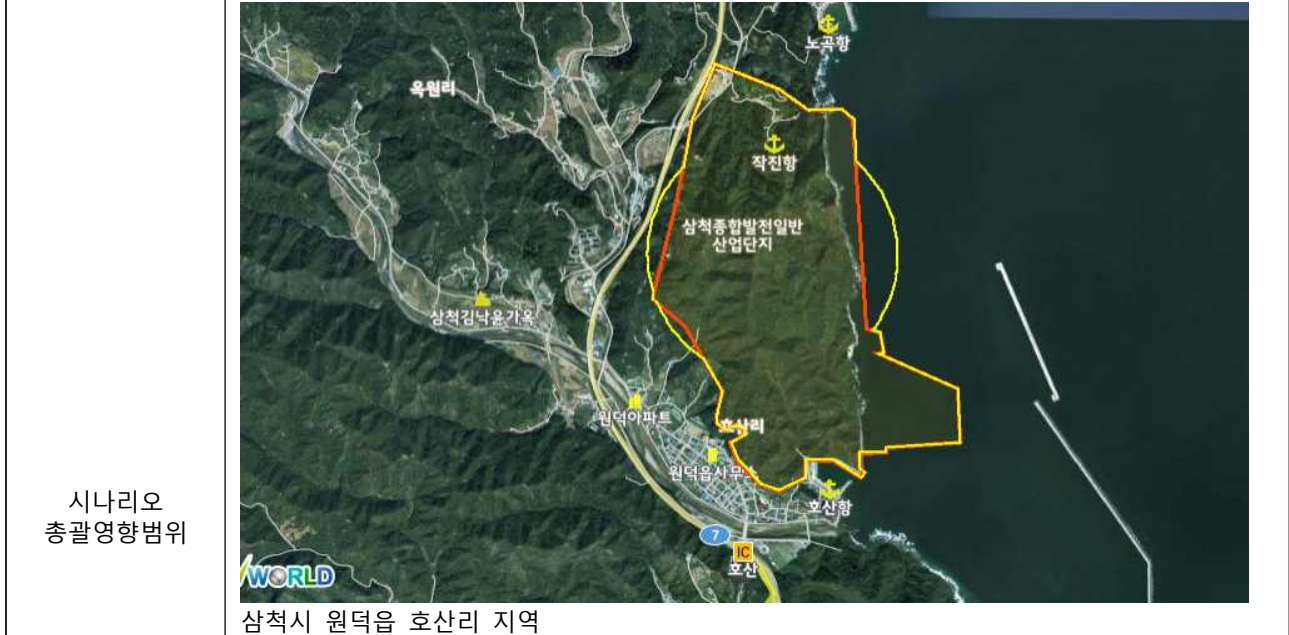 시나리오
총괄영향범위
노곡항
옥원리
작진항
삼척종합발전일반
산업단지
삼척김낙윤가옥
원덕아파트
호산리
원덕읍사무소
호산항
7
IC
호산
VWORLD
삼척시 원덕읍 호산리 지역